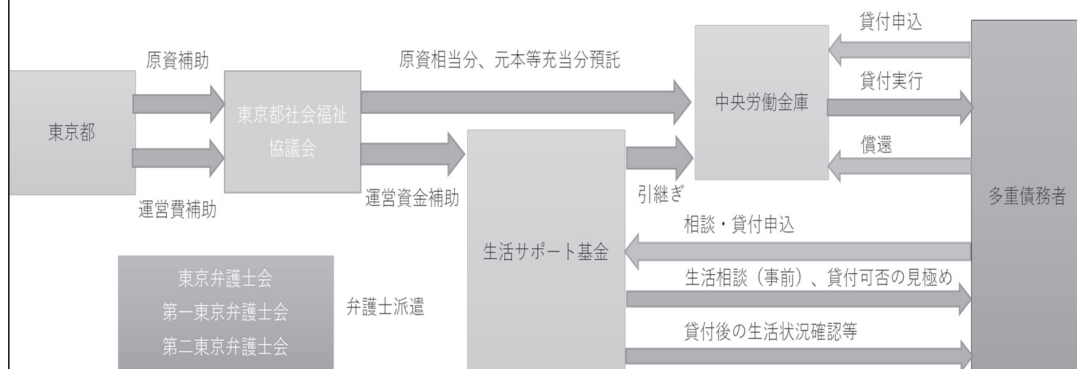 貸付申込
原資補助
原資相当分、元本等充当分預託
貸付実行
東京都
東京都社会福祉
協議会
中央労働金庫
償還
運営費補助
運営資金補助
引継ぎ
多重債務者
相談・貸付申込
生活サポート基金
生活相談（事前）、貸付可否の見極め
東京弁護士会
第一東京弁護士会
第二東京弁護士会
弁護士派遣
貸付後の生活状況確認等